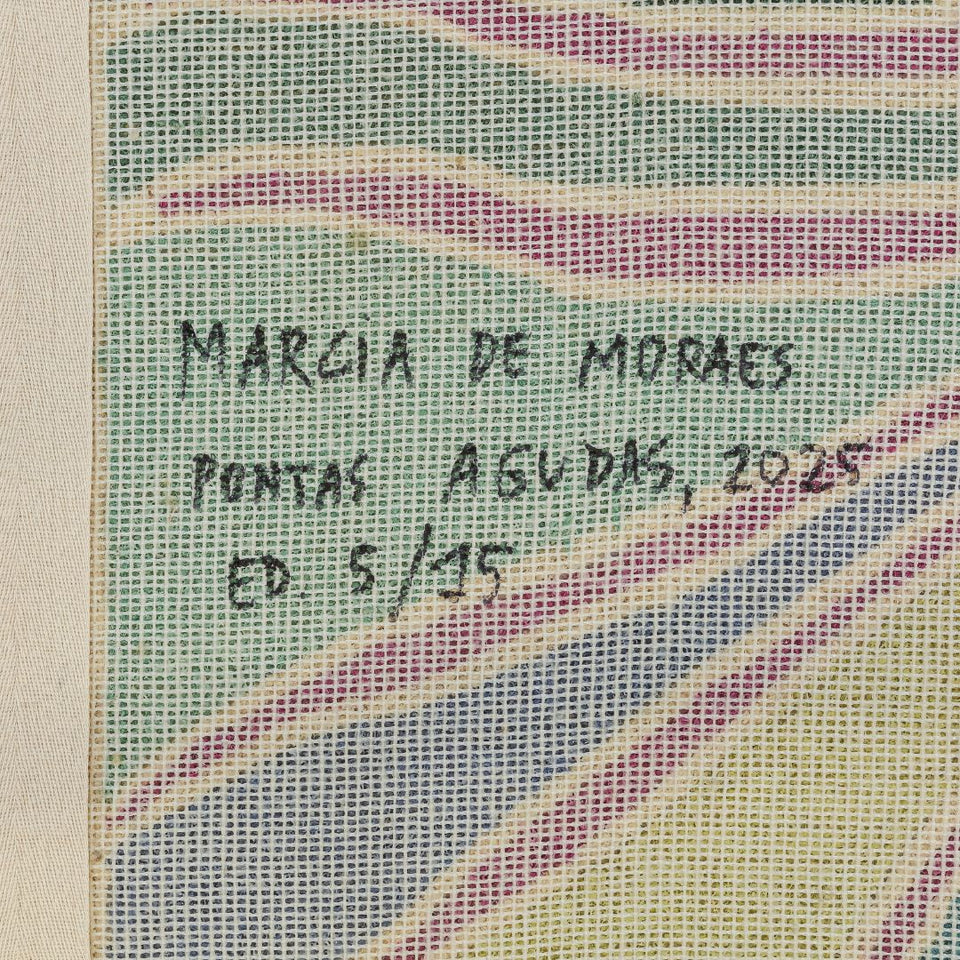 MARCIA DE MORAES
PONTAS AGUDAS, 2025
ED. 5/15